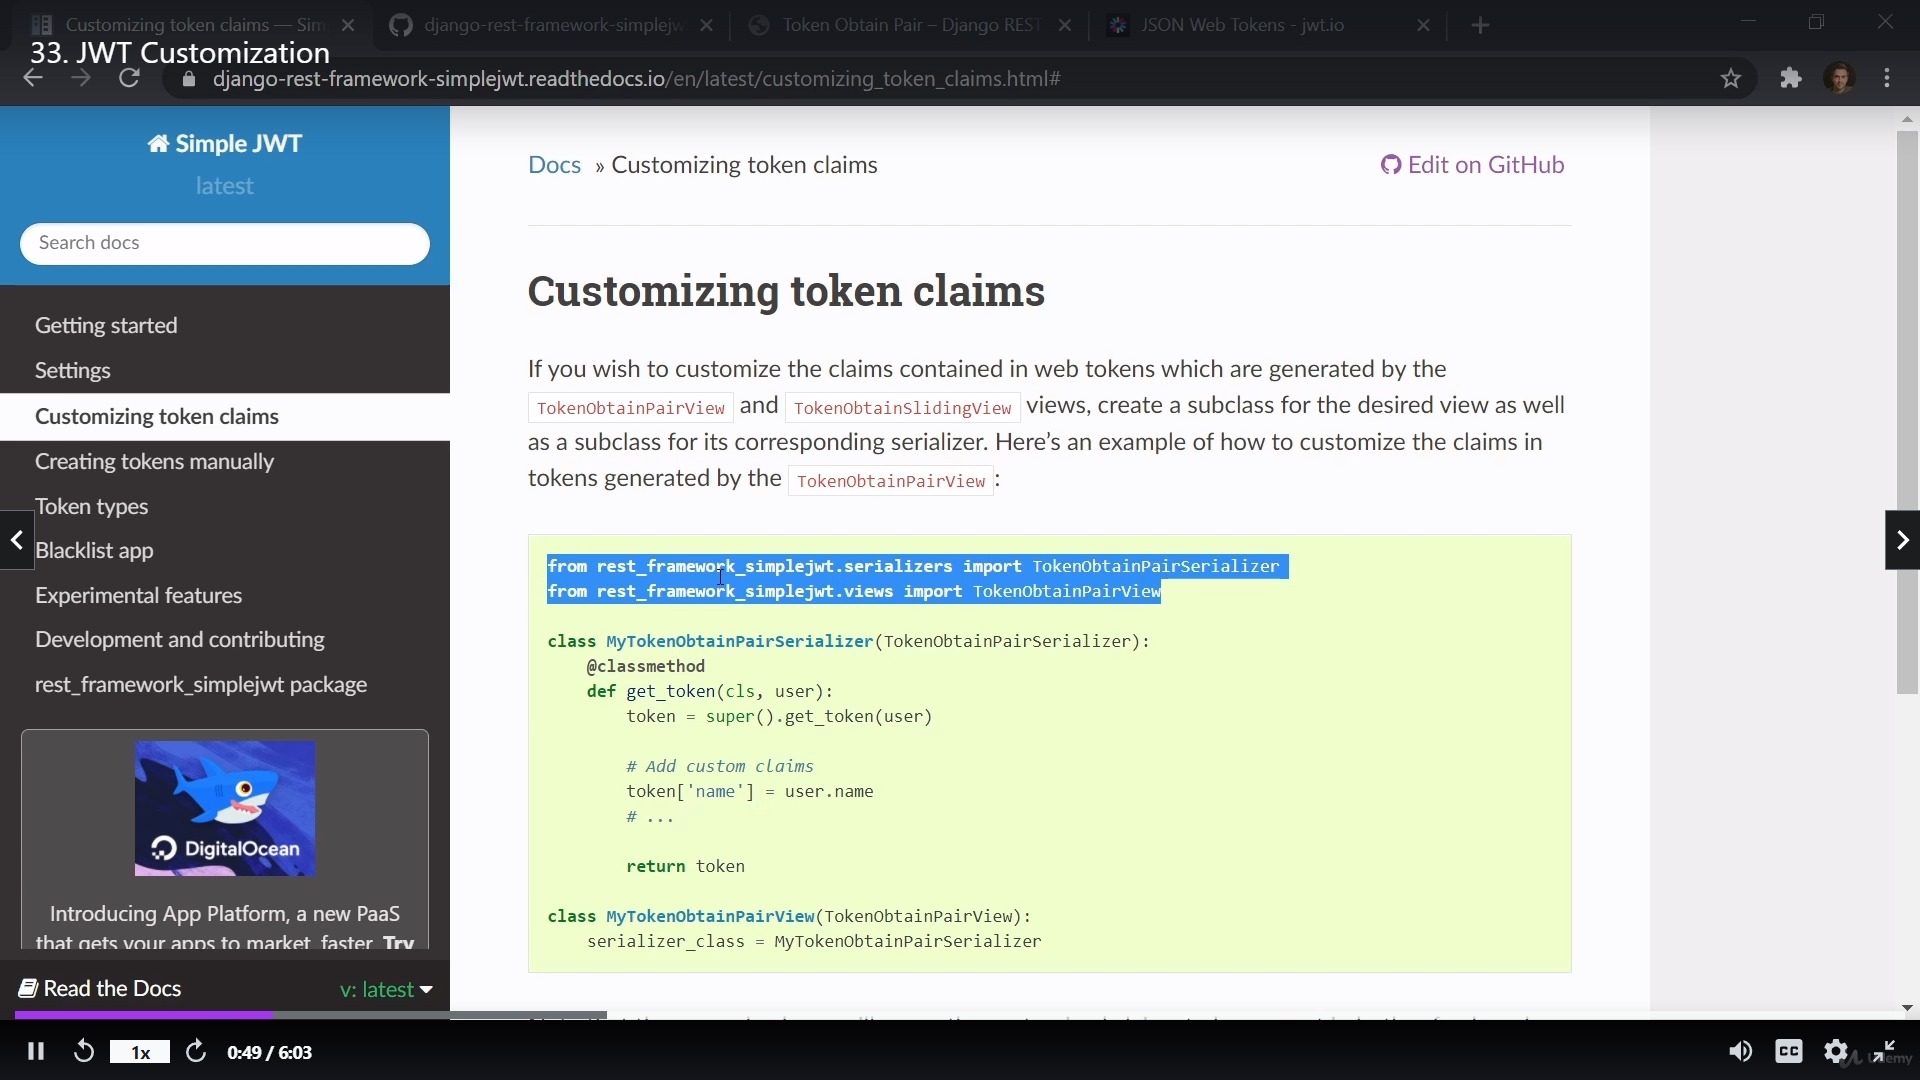 Customizing token claims — Sim
django-rest-framework-simplejw
Token Obtain Pair – Django REST
JSON Web Tokens - jwt.io
33. JWT Customization
django-rest-framework-simplejwt.readthedocs.io/en/latest/customizing_token_claims.html#
Simple JWT
latest
Search docs
Getting started
Settings
Customizing token claims
Creating tokens manually
Token types
Blacklist app
Experimental features
Development and contributing
rest_framework_simplejwt package
DigitalOcean
Introducing App Platform, a new PaaS
that gets your apps to market, faster. Try
Read the Docs
v: latest
Docs » Customizing token claims
Edit on GitHub
Customizing token claims
If you wish to customize the claims contained in web tokens which are generated by the
TokenObtainPairView and TokenObtainSlidingView views, create a subclass for the desired view as well
as a subclass for its corresponding serializer. Here’s an example of how to customize the claims in
tokens generated by the TokenObtainPairView :
from rest_framework_simplejwt.serializers import TokenObtainPairSerializer
from rest_framework_simplejwt.views import TokenObtainPairView
class MyTokenObtainPairSerializer(TokenObtainPairSerializer):
@classmethod
def get_token(cls, user):
token = super().get_token(user)
# Add custom claims
token['name'] = user.name
# ...
return token
class MyTokenObtainPairView(TokenObtainPairView):
serializer_class = MyTokenObtainPairSerializer
1x
0:49 / 6:03
CC
Udemy